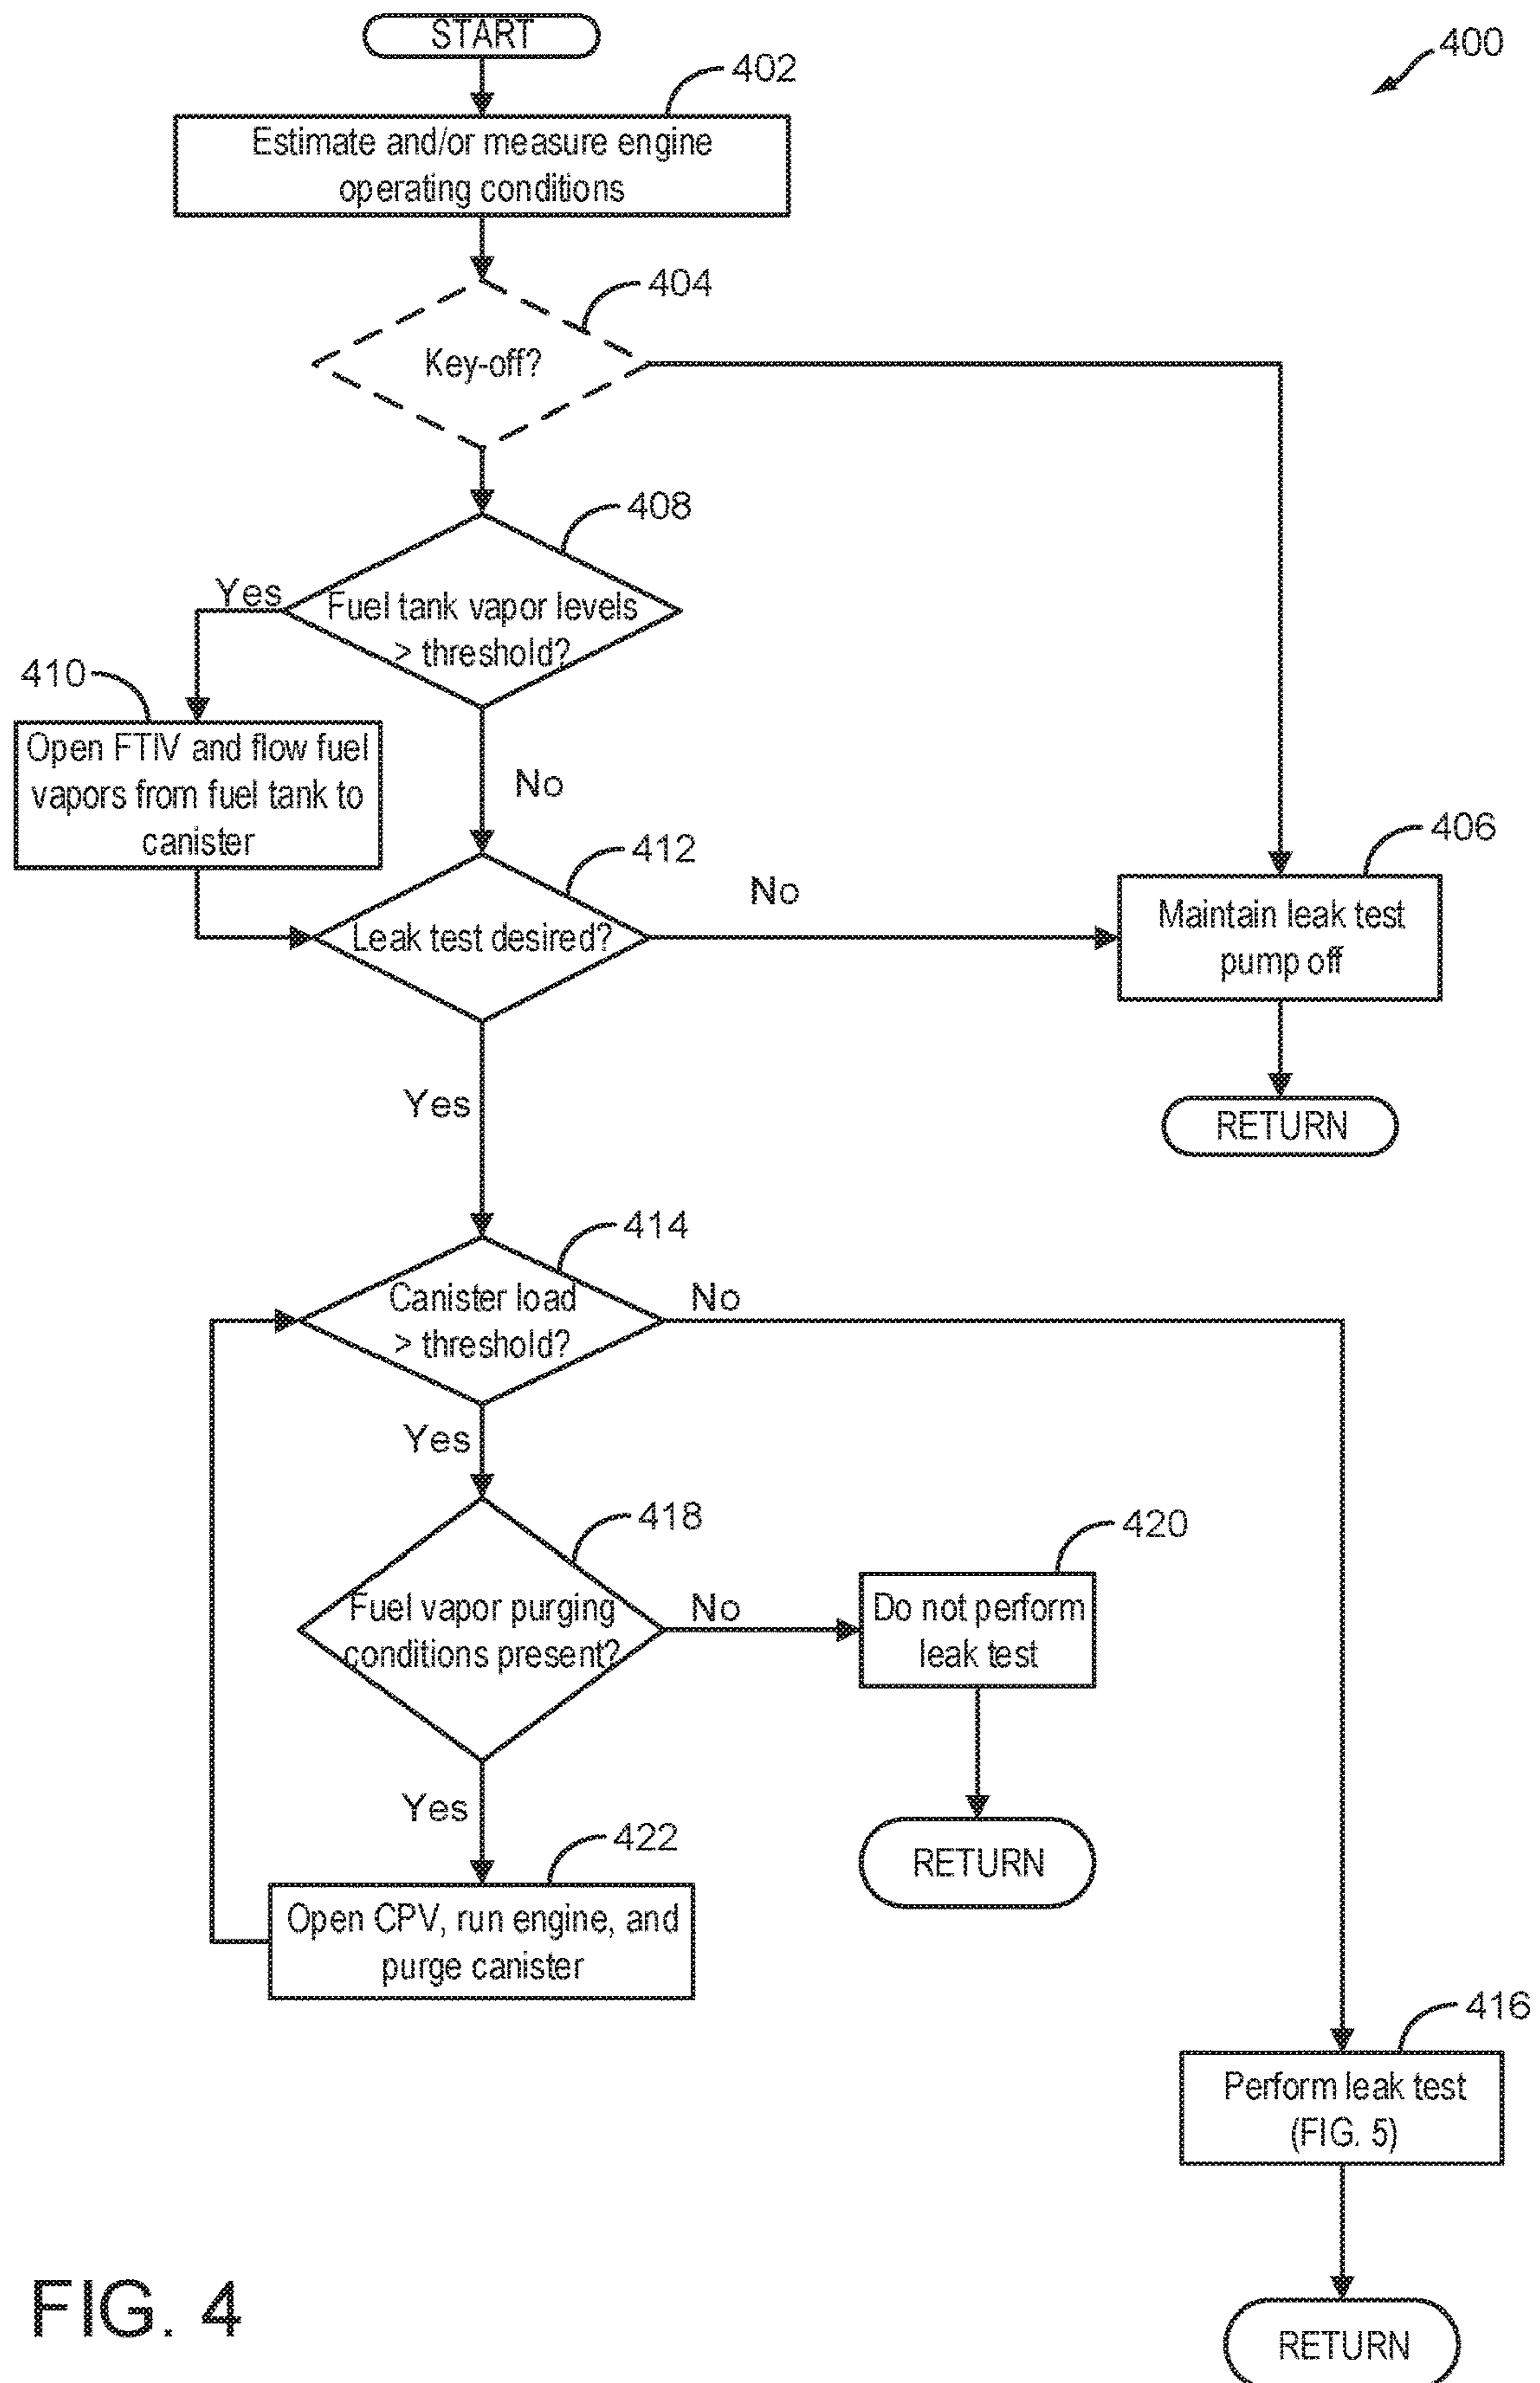 START
400
402
Estimate and/or measure engine
operating conditions
404
Key-off?
408
Yes
Fuel tank vapor levels
> threshold?
410
Open FTIV and flow fuel
vapors from fuel tank to
canister
No
412
Leak test desired?
No
406
Maintain leak test
pump off
RETURN
Yes
414
Canister load
> threshold?
No
Yes
418
Fuel vapor purging
conditions present?
No
420
Do not perform
leak test
RETURN
Yes
422
Open CPV, run engine, and
purge canister
416
Perform leak test
(FIG. 5)
RETURN
FIG. 4